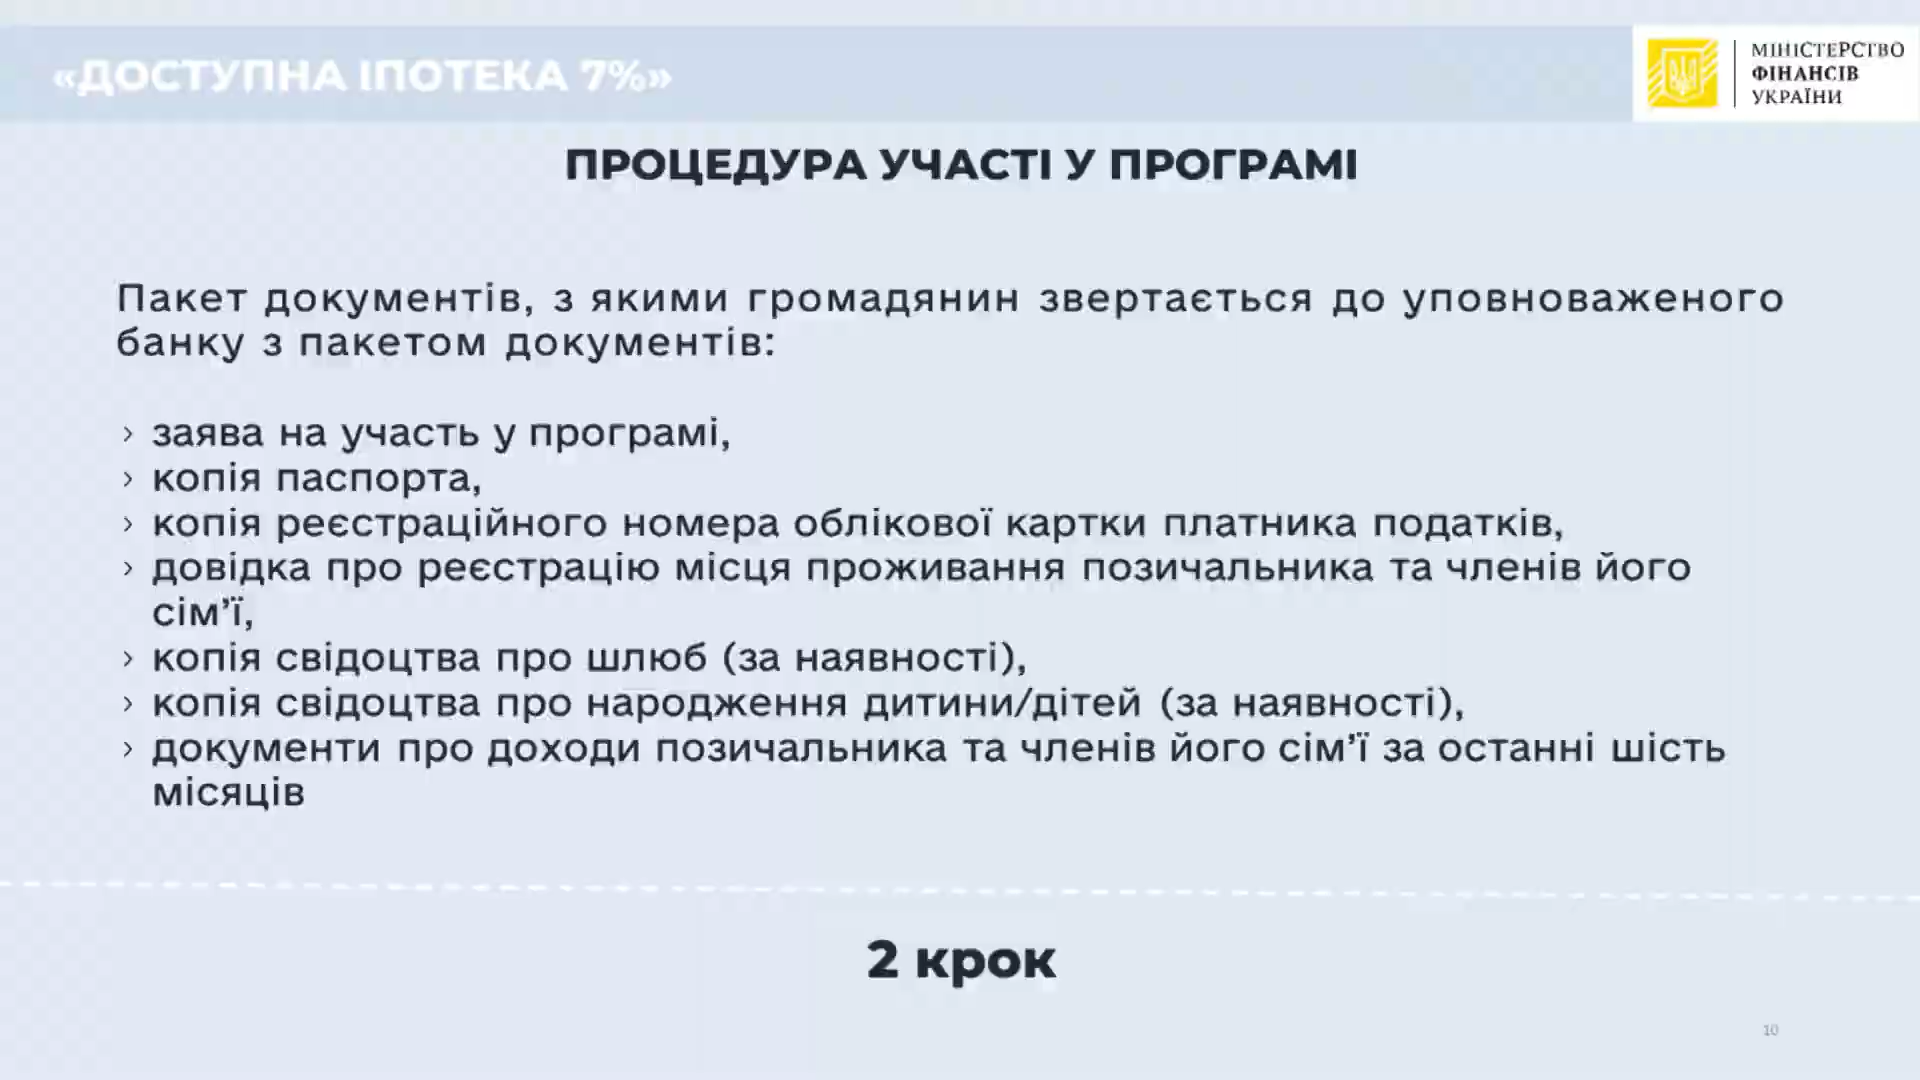 «ДОСТУПНА ІПОТЕКА 7%»
МІНІСТЕРСТВО
ФІНАНСІВ
УКРАЇНИ
ПРОЦЕДУРА УЧАСТІ У ПРОГРАМІ
Пакет документів, з якими громадянин звертається до уповноваженого
банку з пакетом документів:
› заява на участь у програмі,
› копія паспорта,
› копія реєстраційного номера облікової картки платника податків,
› довідка про реєстрацію місця проживання позичальника та членів його
сім’ї,
› копія свідоцтва про шлюб (за наявності),
› копія свідоцтва про народження дитини/дітей (за наявності),
› документи про доходи позичальника та членів його сім’ї за останні шість
місяців
2 крок
10